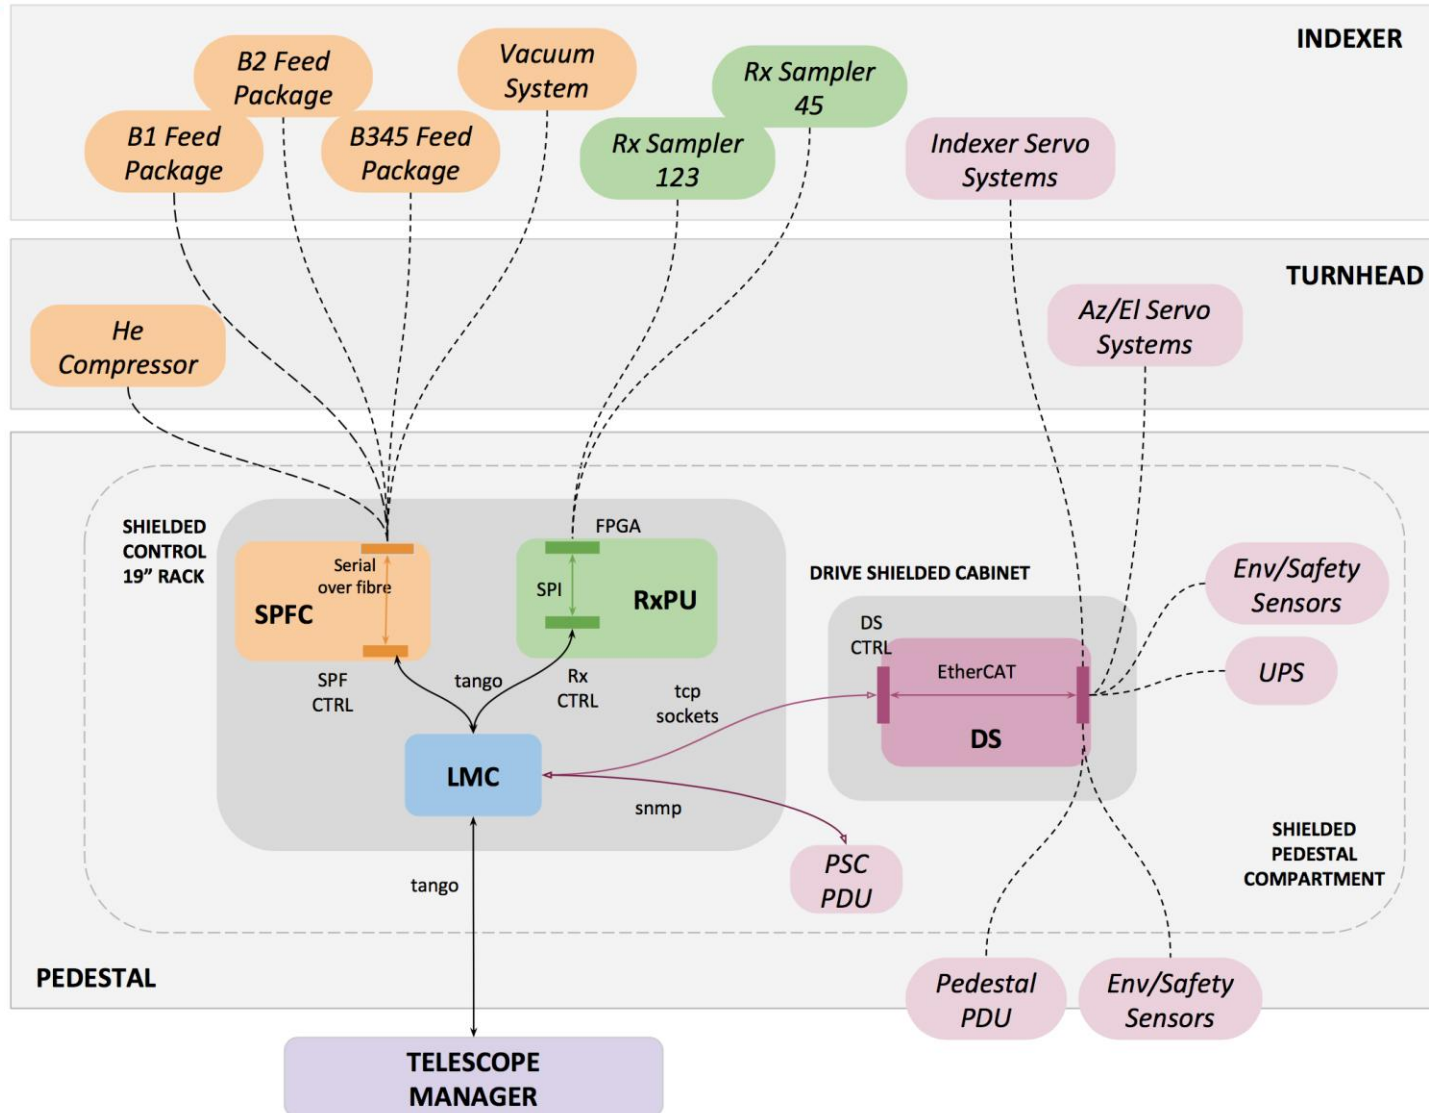 INDEXER
B2 Feed
Package
Vacuum
System
Rx Sampler
45
B1 Feed
Package
B345 Feed
Package
Rx Sampler
123
Indexer Servo
Systems
TURNHEAD
He
Compressor
Az/El Servo
Systems
SHIELDED
CONTROL
19” RACK
FPGA
Serial
over fibre
SPFC
SPI
RxPU
SPF
CTRL
tango
Rx
CTRL
LMC
tcp
sockets
snmp
DRIVE SHIELDED CABINET
DS
CTRL
EtherCAT
DS
Env/Safety
Sensors
UPS
PSC
PDU
SHIELDED
PEDESTAL
COMPARTMENT
tango
PEDESTAL
Pedestal
PDU
Env/Safety
Sensors
TELESCOPE
MANAGER